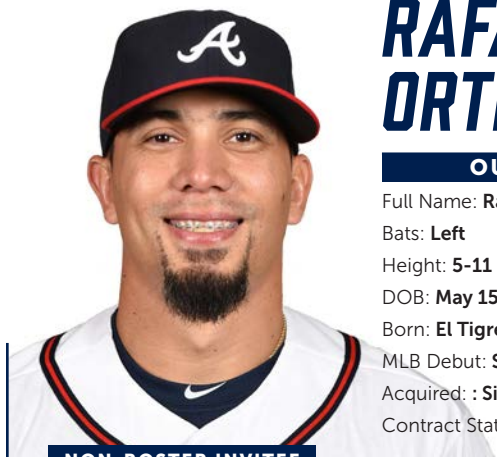 RAFA
ORT
OU
Full Name: Ra
Bats: Left
Height: 5-11
DOB: May 15
Born: El Tigre
MLB Debut: S
Acquired: : Si
Contract Stat
NON-ROSTER INVITEE